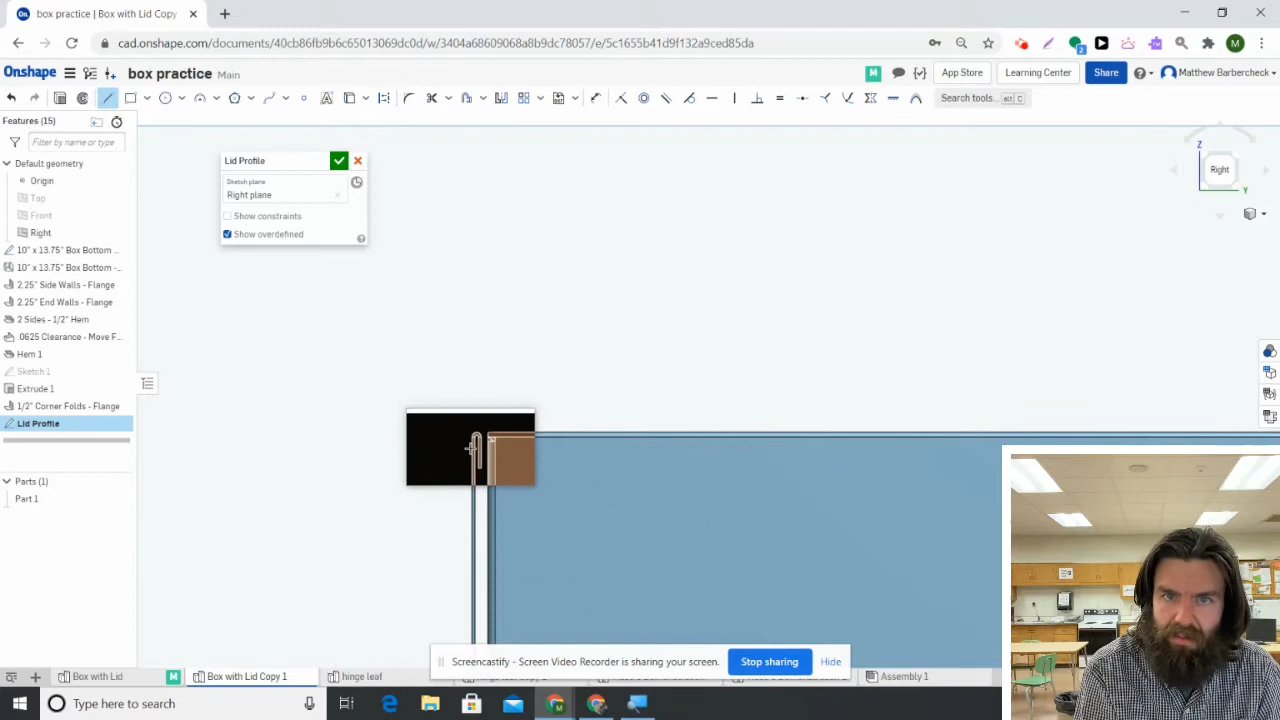 box practice | Box with Lid Copy
cad.onshape.com/documents/40cb86fb9b6c65013069dc0d/w/3404a68609068a8b9dc78057/e/5c1655b41d9f132a9ced85da
2
M
Onshape
box practice Main
M
App Store
Learning Center
Share
Matthew Barbercheck
Search tools...
alt C
Features (15)
Filter by name or type
Default geometry
Origin
Top
Front
Right
10" x 13.75" Box Bottom ...
10" x 13.75" Box Bottom -...
2.25" Side Walls - Flange
2.25" End Walls - Flange
2 Sides - 1/2" Hem
.0625 Clearance - Move F...
Hem 1
Sketch 1
Extrude 1
1/2" Corner Folds - Flange
Lid Profile
Parts (1)
Part 1
Lid Profile
Sketch plane
Right plane
Show constraints
Show overdefined
Z
Right
Y
Screencastify - Screen Video Recorder is sharing your screen.
Stop sharing
Hide
Box with Lid
M
Box with Lid Copy 1
hinge leaf
Assembly 1
Type here to search